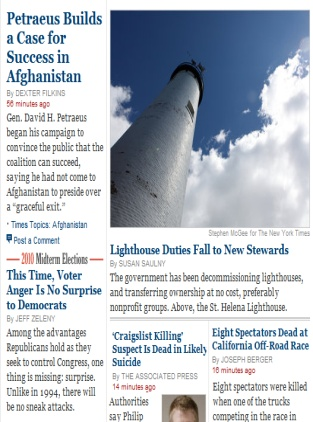 Petraeus Builds
a Case for
Success in
Afghanistan
By DEXTER FILKINS
56 minutes ago
Gen. David H. Petraeus
began his campaign to
convince the public that the
coalition can succeed,
saying he had not come to
Afghanistan to preside over
a “graceful exit.”
• Times Topics: Afghanistan
Post a Comment
2010 Midterm Elections
This Time, Voter
Anger Is No Surprise
to Democrats
By JEFF ZELENY
Among the advantages
Republicans hold as they
seek to control Congress, one
thing is missing: surprise.
Unlike in 1994, there will
be no sneak attacks.
Stephen McGee for The New York Times
Lighthouse Duties Fall to New Stewards
By SUSAN SAULNY
The government has been decommissioning lighthouses,
and transferring ownership at no cost, preferably
nonprofit groups. Above, the St. Helena Lighthouse.
‘Craigslist Killing’
Suspect Is Dead in Likely
Suicide
By THE ASSOCIATED PRESS
14 minutes ago
Authorities
say Philip
Eight Spectators Dead at
California Off-Road Race
By JOSEPH BERGER
16 minutes ago
Eight spectators were killed
when one of the trucks
competing in the race in